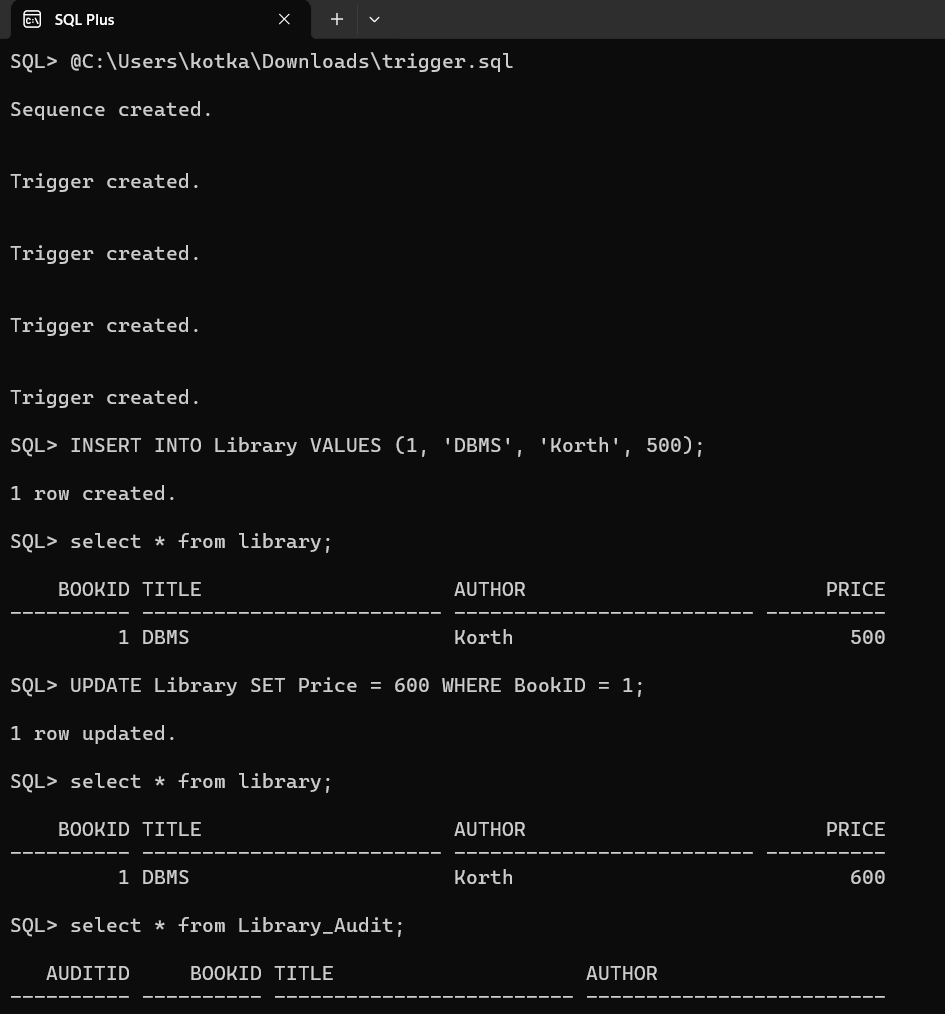 SQL Plus
SQL> @C:\Users\kotka\Downloads\trigger.sql
Sequence created.
Trigger created.
Trigger created.
Trigger created.
Trigger created.
SQL> INSERT INTO Library VALUES (1, 'DBMS', 'Korth', 500);
1 row created.
SQL> select * from library;
    BOOKID TITLE                     AUTHOR                         PRICE
---------- ------------------------- ------------------------- ----------
         1 DBMS                      Korth                            500
SQL> UPDATE Library SET Price = 600 WHERE BookID = 1;
1 row updated.
SQL> select * from library;
    BOOKID TITLE                     AUTHOR                         PRICE
---------- ------------------------- ------------------------- ----------
         1 DBMS                      Korth                            600
SQL> select * from Library_Audit;
   AUDITID     BOOKID TITLE                     AUTHOR
---------- ---------- ------------------------- -------------------------